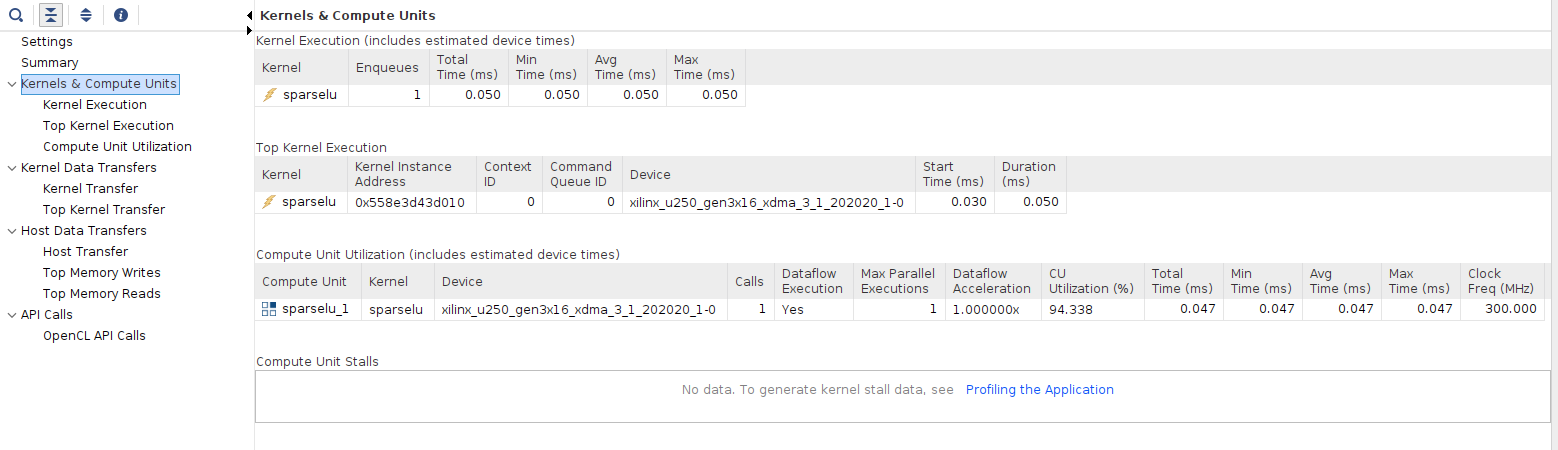 Kernels & Compute Units
Settings
Summary
Kernels & Compute Units
Kernel Execution
Top Kernel Execution
Compute Unit Utilization
Kernel Data Transfers
Kernel Transfer
Top Kernel Transfer
Host Data Transfers
Host Transfer
Top Memory Writes
Top Memory Reads
API Calls
OpenCL API Calls
Kernel Execution (includes estimated device times)
Kernel Enqueues Total Time (ms) Min Time (ms) Avg Time (ms) Max Time (ms)
sparselu 1 0.050 0.050 0.050 0.050
Top Kernel Execution
Kernel Kernel Instance Address Context ID Command Queue ID Device Start Time (ms) Duration (ms)
sparselu 0x558e3d43d010 0 0 xilinx_u250_gen3x16_xdma_3_1_202020_1-0 0.030 0.050
Compute Unit Utilization (includes estimated device times)
Compute Unit Kernel Device Calls Dataflow Execution Max Parallel Executions Dataflow Acceleration CU Utilization (%) Total Time (ms) Min Time (ms) Avg Time (ms) Max Time (ms) Clock Freq (MHz)
sparselu_1 sparselu xilinx_u250_gen3x16_xdma_3_1_202020_1-0 1 Yes 1 1.000000x 94.338 0.047 0.047 0.047 0.047 300.000
Compute Unit Stalls
No data. To generate kernel stall data, see Profiling the Application